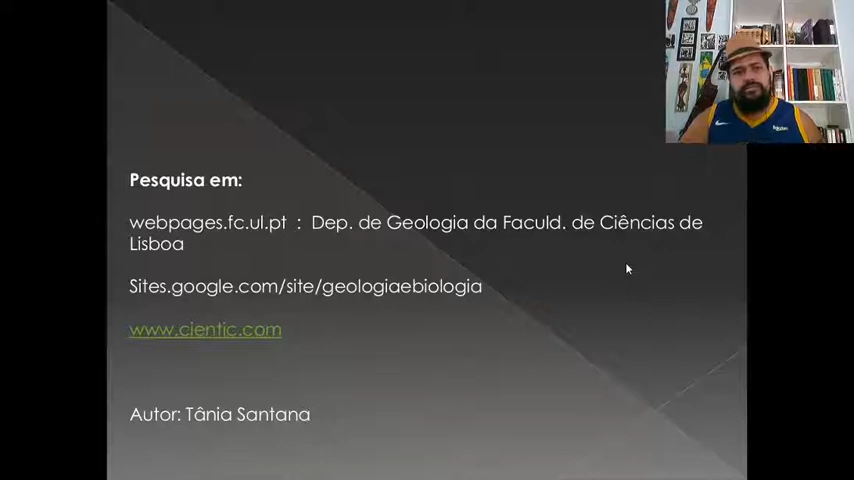 Pesquisa em:
webpages.fc.ul.pt : Dep. de Geologia da Faculd. de Ciências de
Lisboa
Sites.google.com/site/geologiaebiologia
www.cientic.com
Autor: Tânia Santana